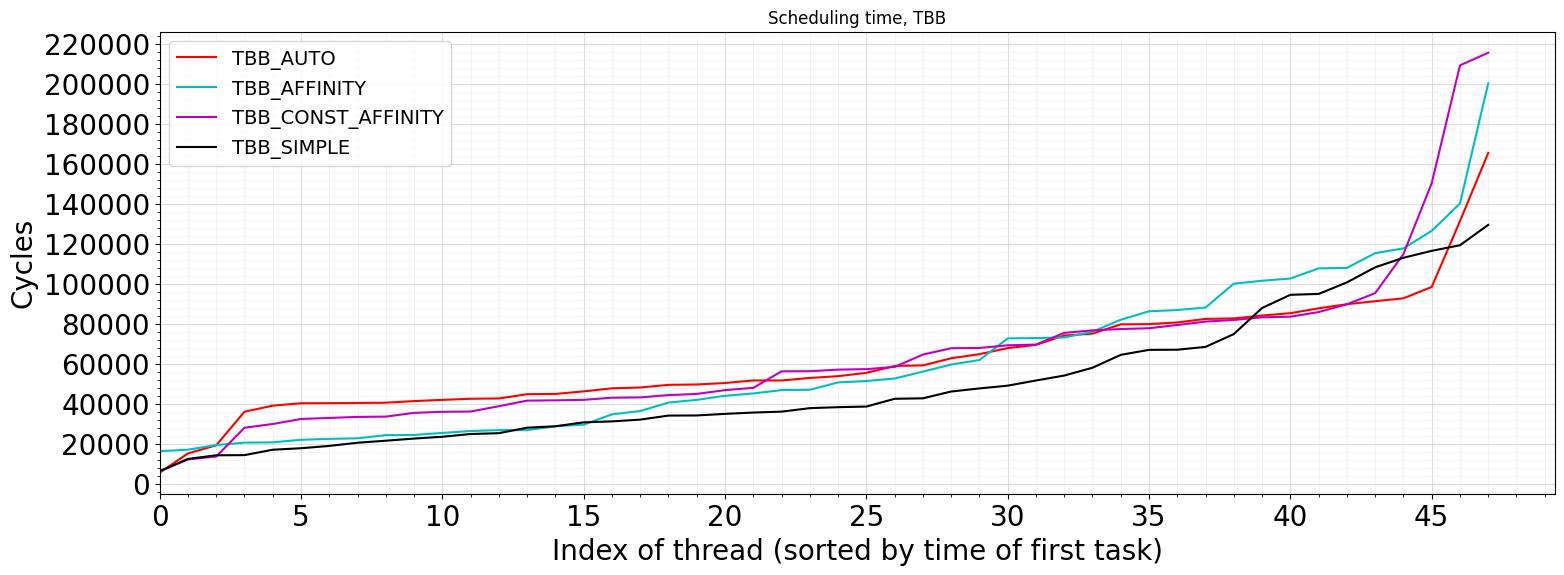 Scheduling time, TBB
TBB_AUTO
TBB_AFFINITY
TBB_CONST_AFFINITY
TBB_SIMPLE
Cycles
220000
200000
180000
160000
140000
120000
100000
80000
60000
40000
20000
0
0 5 10 15 20 25 30 35 40 45
Index of thread (sorted by time of first task)